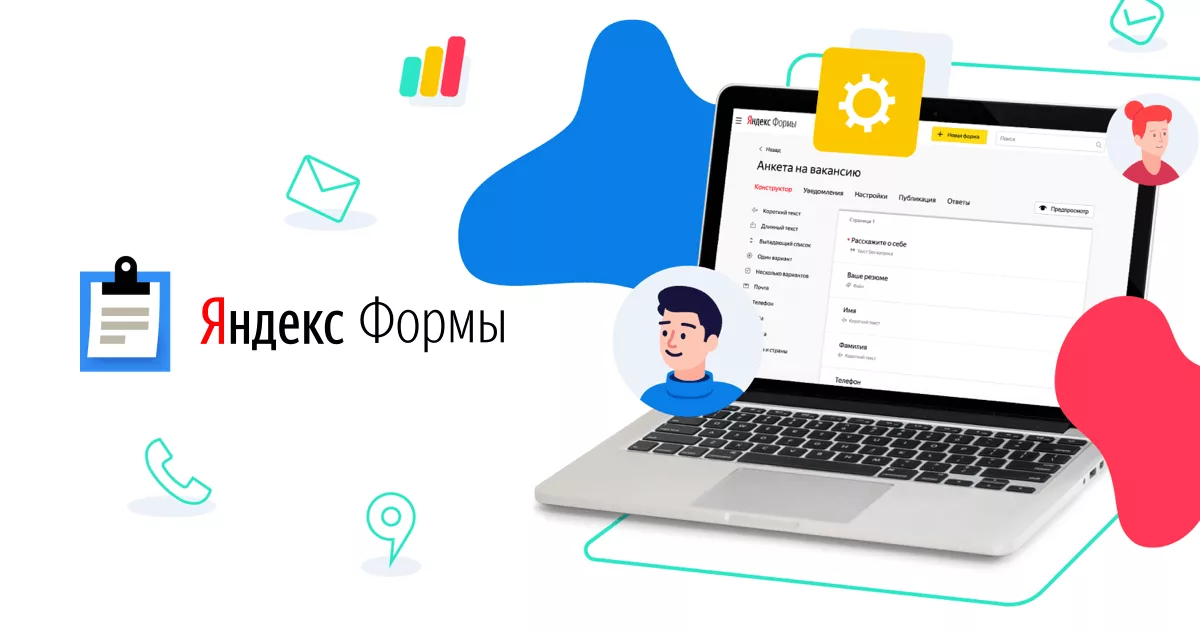 Яндекс Формы
Яндекс Формы
+ Новая форма
Поиск
< Назад
Анкета на вакансию
Конструктор Уведомления Настройки Публикация Ответы
Предпросмотр
Короткий текст
Длинный текст
Выпадающий список
Один вариант
Несколько вариантов
Почта
Телефон
и страны
Страница 1
* Расскажите о себе
Текст без вопроса
Ваше резюме
Файл
Имя
Короткий текст
Фамилия
Короткий текст
Телефон